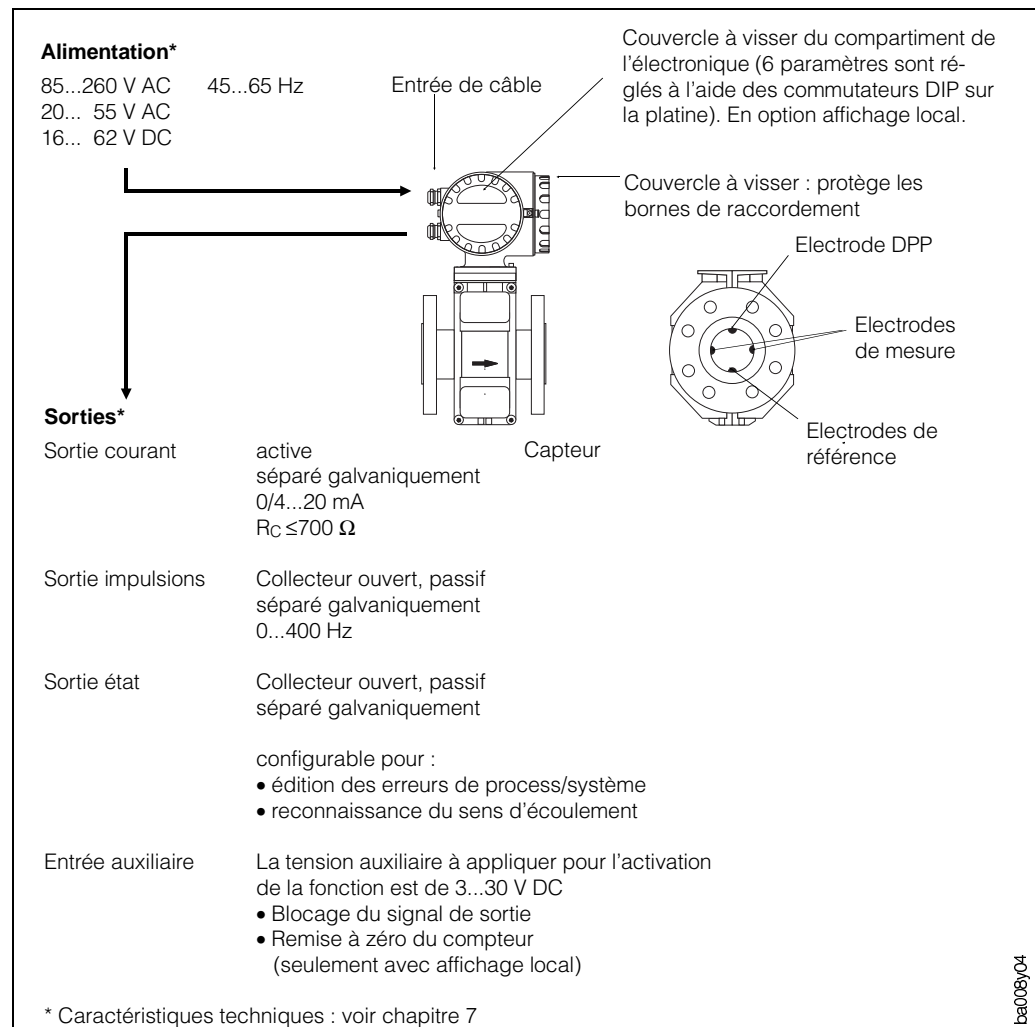 Alimentation*
85...260 V AC 45...65 Hz
20... 55 V AC
16... 62 V DC
Entrée de câble
Couvercle à visser du compartiment de
l'électronique (6 paramètres sont ré-
glés à l'aide des commutateurs DIP sur
la platine). En option affichage local.
Couvercle à visser : protège les
bornes de raccordement
Electrode DPP
Electrodes
de mesure
Electrodes de
référence
Capteur
Sorties*
Sortie courant active
séparé galvaniquement
0/4...20 mA
RC ≤700 Ω
Sortie impulsions Collecteur ouvert, passif
séparé galvaniquement
0...400 Hz
Sortie état Collecteur ouvert, passif
séparé galvaniquement
configurable pour :
• édition des erreurs de process/système
• reconnaissance du sens d'écoulement
Entrée auxiliaire La tension auxiliaire à appliquer pour l'activation
de la fonction est de 3...30 V DC
• Blocage du signal de sortie
• Remise à zéro du compteur
(seulement avec affichage local)
* Caractéristiques techniques : voir chapitre 7
ba008y04